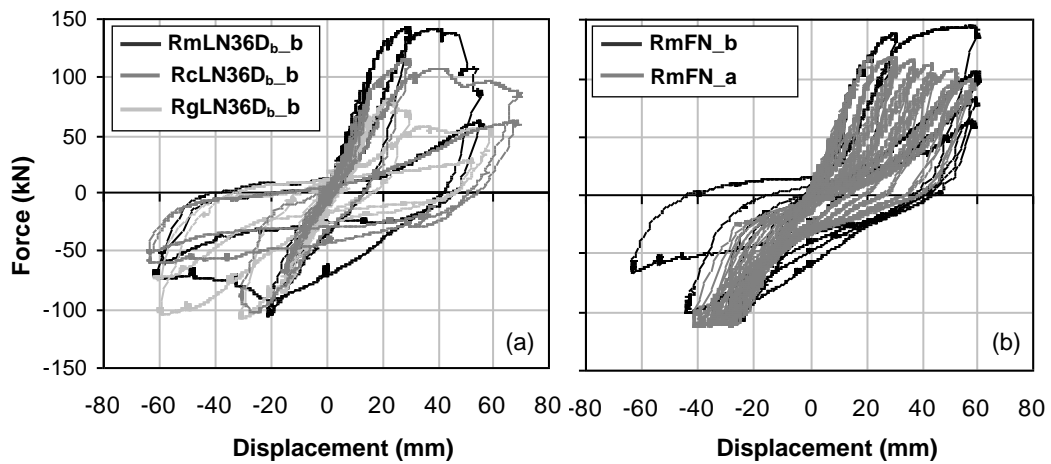 150
100
50
0
-50
-100
-150
Force (kN)
RmLN36Db_b
RcLN36Db_b
RgLN36Db_b
(a)
-80 -60 -40 -20 0 20 40 60 80
Displacement (mm)
RmFN_b
RmFN_a
(b)
-80 -60 -40 -20 0 20 40 60 80
Displacement (mm)